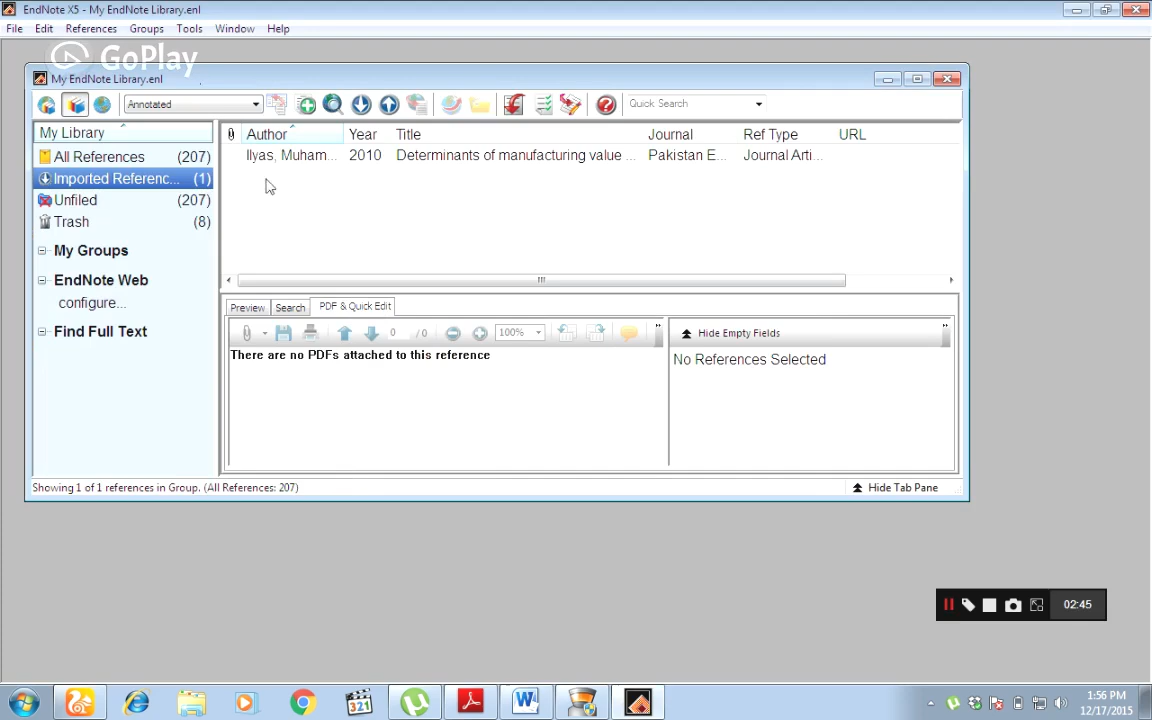 EndNote X5 - My EndNote Library.enl
File Edit References Groups Tools Window Help
GoPlay
My EndNote Library.enl
Annotated
Quick Search
My Library
All References (207)
Imported Referenc... (1)
Unfiled (207)
Trash (8)
My Groups
EndNote Web
configure...
Find Full Text
Author Year Title Journal Ref Type URL
Ilyas, Muham... 2010 Determinants of manufacturing value ... Pakistan E... Journal Arti...
Preview Search PDF & Quick Edit
0 / 0 100%
Hide Empty Fields
There are no PDFs attached to this reference
No References Selected
Showing 1 of 1 references in Group. (All References: 207)
Hide Tab Pane
02:45
321
1:56 PM
12/17/2015